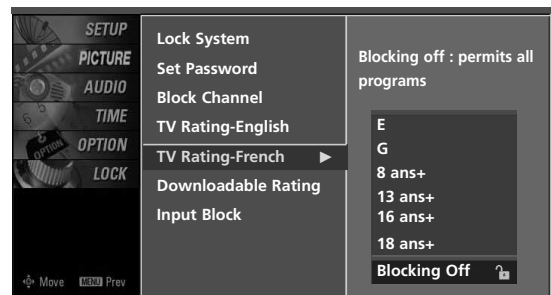 SETUP
PICTURE
AUDIO
TIME
OPTION
LOCK
Move MENU Prev
Lock System
Set Password
Block Channel
TV Rating-English
TV Rating-French
Downloadable Rating
Input Block
Blocking off : permits all
programs
E
G
8 ans+
13 ans+
16 ans+
18 ans+
Blocking Off